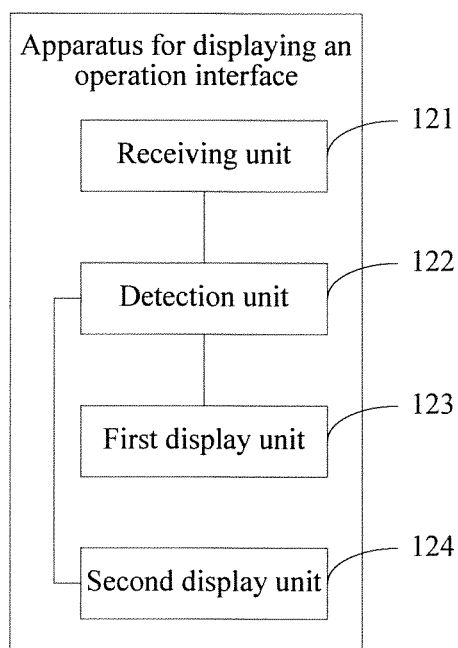 Apparatus for displaying an
operation interface
121
Receiving unit
122
Detection unit
123
First display unit
124
Second display unit